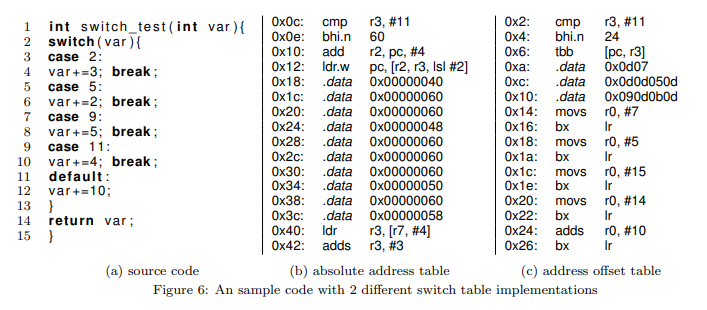 1 int switch_test(int var){
2 switch(var){
3 case 2:
4 var+=3; break;
5 case 5:
6 var+=2; break;
7 case 9:
8 var+=5; break;
9 case 11:
10 var+=4; break;
11 default:
12 var+=10;
13 }
14 return var;
15 }
(a) source code
0x0c: cmp r3, #11
0x0e: bhi.n 60
0x10: add r2, pc, #4
0x12: ldr.w pc, [r2, r3, lsl #2]
0x18: .data 0x00000040
0x1c: .data 0x00000060
0x20: .data 0x00000060
0x24: .data 0x00000048
0x28: .data 0x00000060
0x2c: .data 0x00000060
0x30: .data 0x00000060
0x34: .data 0x00000050
0x38: .data 0x00000060
0x3c: .data 0x00000058
0x40: ldr r3, [r7, #4]
0x42: adds r3, #3
(b) absolute address table
0x2: cmp r3, #11
0x4: bhi.n 24
0x6: tbb [pc, r3]
0xa: .data 0x0d07
0xc: .data 0x0d0d050d
0x10: .data 0x090d0b0d
0x14: movs r0, #7
0x16: bx lr
0x18: movs r0, #5
0x1a: bx lr
0x1c: movs r0, #15
0x1e: bx lr
0x20: movs r0, #14
0x22: bx lr
0x24: adds r0, #10
0x26: bx lr
(c) address offset table
Figure 6: An sample code with 2 different switch table implementations